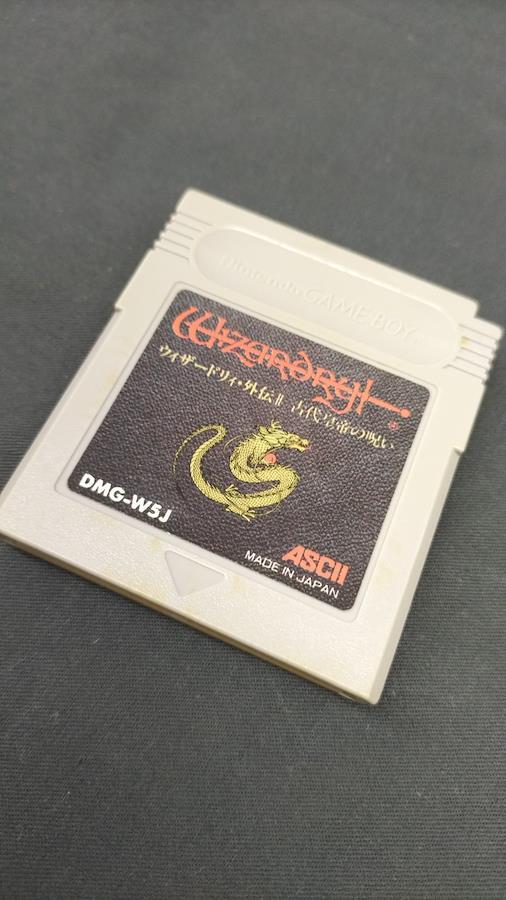 Nintendo GAME BOY
Wizardry
ウィザードリィ・外伝II 古代皇帝の呪い
DMG-W5J
ASCII
MADE IN JAPAN